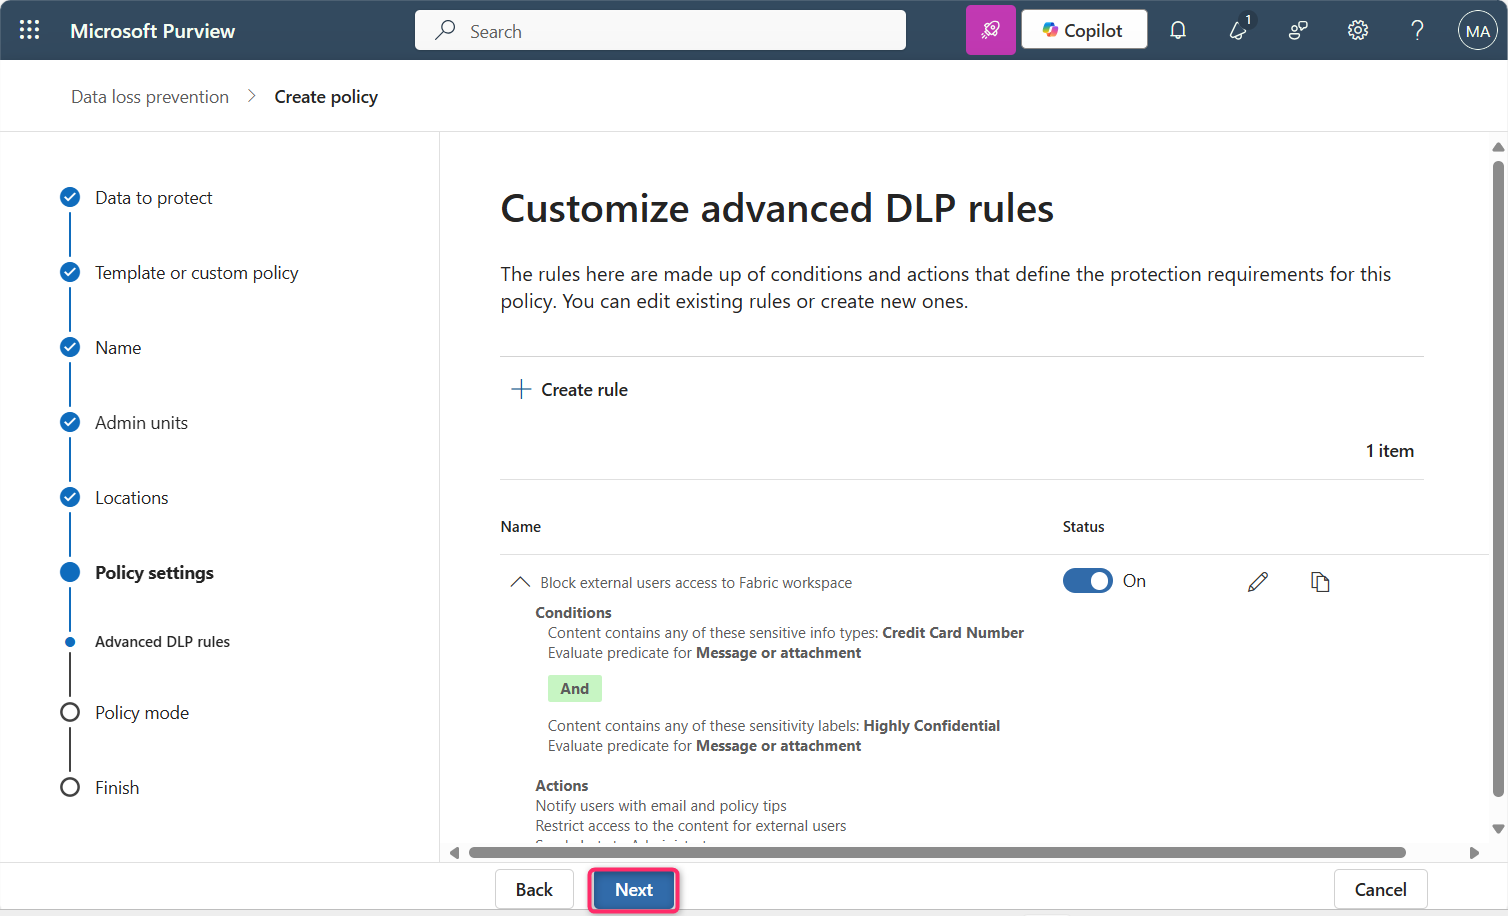 Microsoft Purview
Search
Copilot
1
?
MA
Data loss prevention > Create policy
Data to protect
Template or custom policy
Name
Admin units
Locations
Policy settings
Advanced DLP rules
Policy mode
Finish
Customize advanced DLP rules
The rules here are made up of conditions and actions that define the protection requirements for this
policy. You can edit existing rules or create new ones.
+ Create rule
1 item
Name Status
Block external users access to Fabric workspace On
Conditions
Content contains any of these sensitive info types: Credit Card Number
Evaluate predicate for Message or attachment
And
Content contains any of these sensitivity labels: Highly Confidential
Evaluate predicate for Message or attachment
Actions
Notify users with email and policy tips
Restrict access to the content for external users
Back Next Cancel